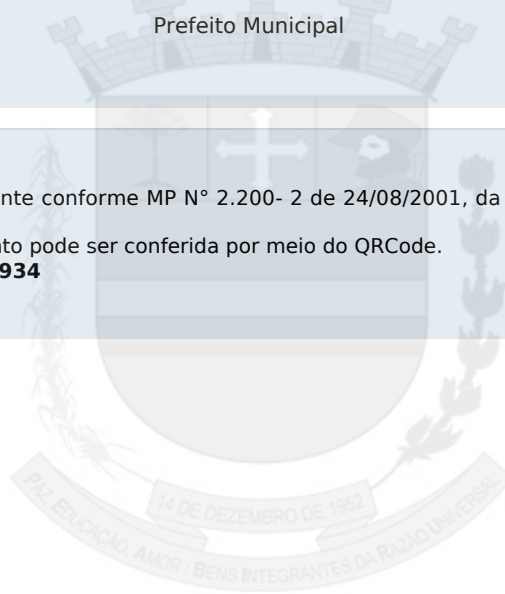 Prefeito Municipal
nte conforme MP N° 2.200- 2 de 24/08/2001, da
to pode ser conferida por meio do QRCode.
934
14 DE DEZEMBRO DE 1952
PAZ, EDUCAÇÃO, AMOR : BENS INTEGRANTES DA RAZÃO UNIVERSAL